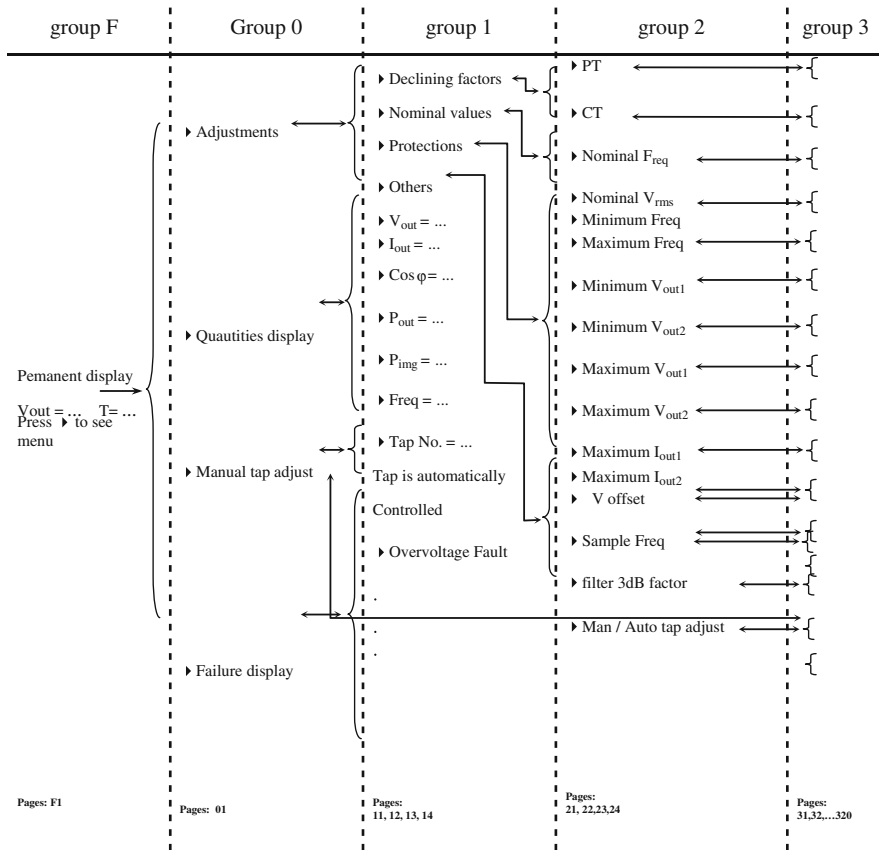 group F
Group 0
group 1
group 2
group 3
Pemanent display
Vout = ... T= ...
Press ▶ to see
menu
▶ Adjustments
▶ Quautities display
▶ Manual tap adjust
▶ Failure display
▶ Declining factors
▶ Nominal values
▶ Protections
▶ Others
▶ Vout = ...
▶ Iout = ...
▶ Cos φ= ...
▶ Pout = ...
▶ Pimg = ...
▶ Freq = ...
▶ Tap No. = ...
Tap is automatically
Controlled
▶ Overvoltage Fault
.
.
.
▶ PT
▶ CT
▶ Nominal Freq
▶ Nominal Vrms
▶ Minimum Freq
▶ Maximum Freq
▶ Minimum Vout1
▶ Minimum Vout2
▶ Maximum Vout1
▶ Maximum Vout2
▶ Maximum Iout1
▶ Maximum Iout2
▶ V offset
▶ Sample Freq
▶ filter 3dB factor
▶ Man / Auto tap adjust
Pages: F1
Pages: 01
Pages:
11, 12, 13, 14
Pages:
21, 22,23,24
Pages:
31,32,...320